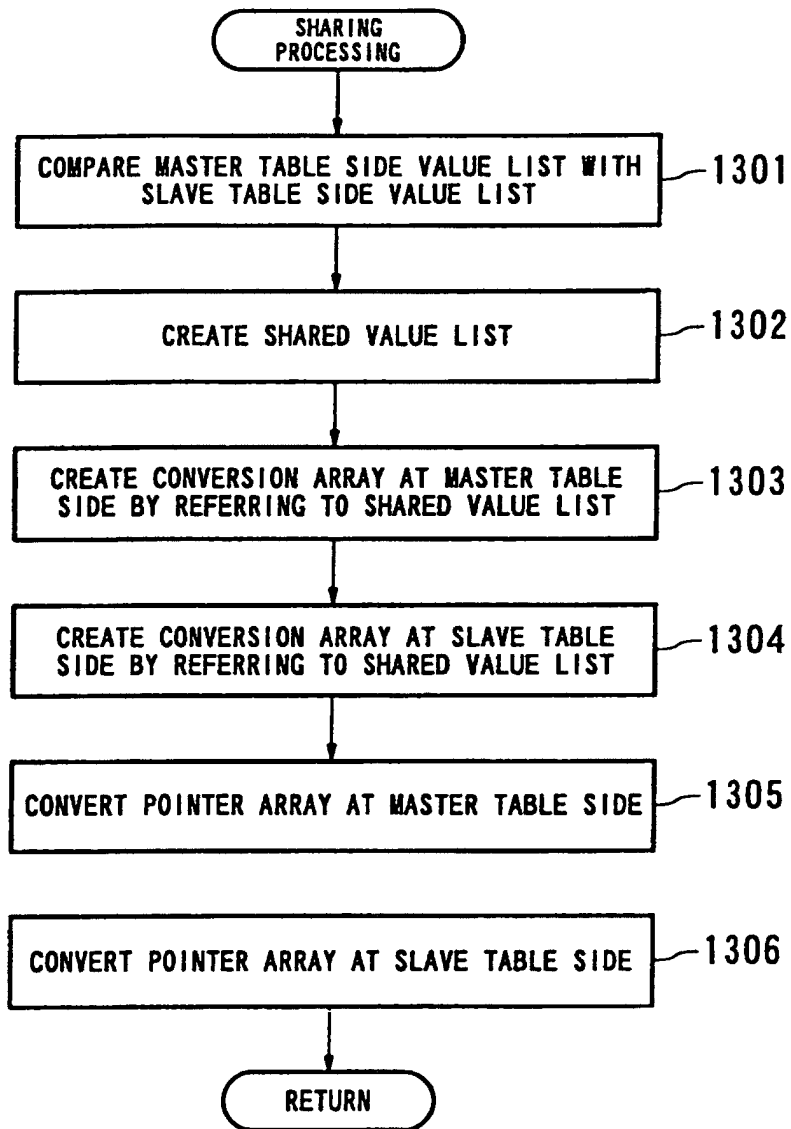 SHARING
PROCESSING
COMPARE MASTER TABLE SIDE VALUE LIST WITH
SLAVE TABLE SIDE VALUE LIST
1301
CREATE SHARED VALUE LIST
1302
CREATE CONVERSION ARRAY AT MASTER TABLE
SIDE BY REFERRING TO SHARED VALUE LIST
1303
CREATE CONVERSION ARRAY AT SLAVE TABLE
SIDE BY REFERRING TO SHARED VALUE LIST
1304
CONVERT POINTER ARRAY AT MASTER TABLE SIDE
1305
CONVERT POINTER ARRAY AT SLAVE TABLE SIDE
1306
RETURN